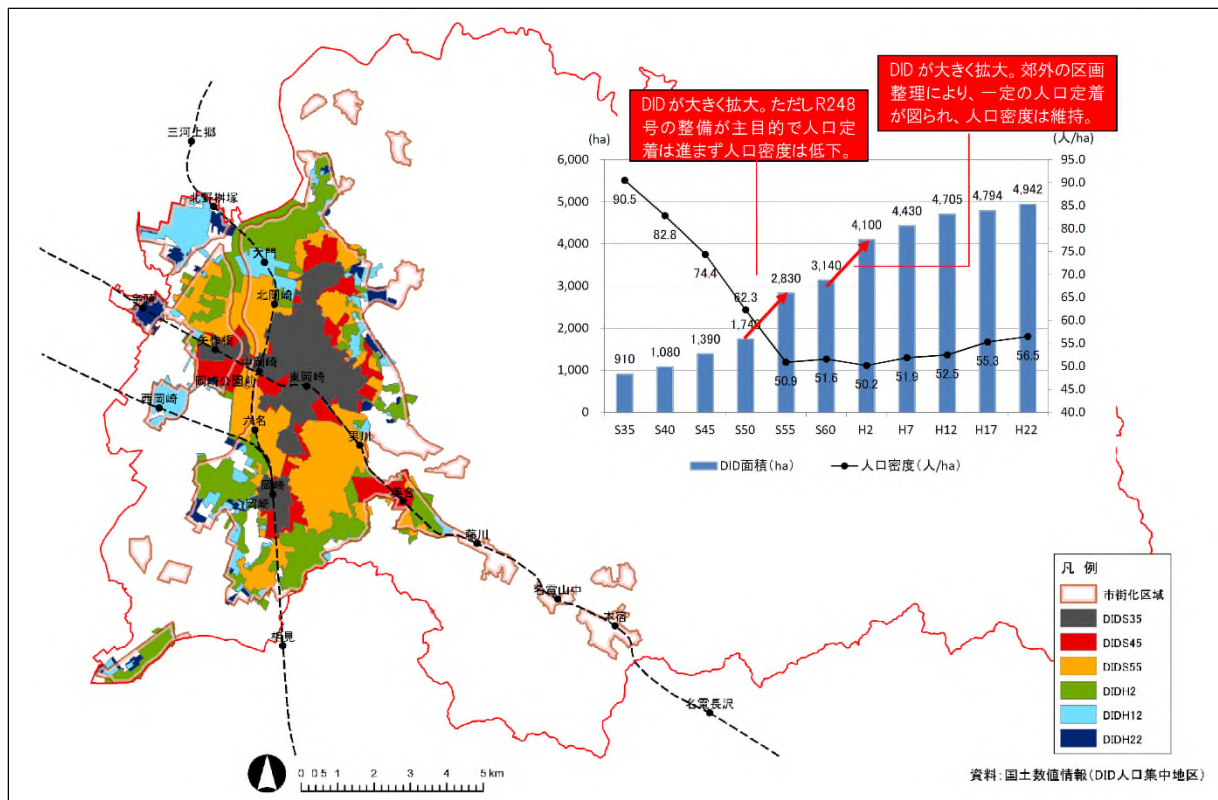 DIDが大きく拡大。ただしR248
号の整備が主目的で人口定
着は進まず人口密度は低下。
DIDが大きく拡大。郊外の区画
整理により、一定の人口定着
が図られ、人口密度は維持。
(ha)
(人/ha)
6,000
5,000
4,000
3,000
2,000
1,000
0
95.0
90.0
85.0
80.0
75.0
70.0
65.0
60.0
55.0
50.0
45.0
40.0
910
1,080
1,390
2,830
3,140
4,100
4,430
4,705
4,794
4,942
90.5
82.8
74.4
62.3
50.9
51.6
50.2
51.9
52.5
55.3
56.5
S35 S40 S45 S50 S55 S60 H2 H7 H12 H17 H22
DID面積(ha) 人口密度(人/ha)
三河上郷
北野桝塚
大門
北岡崎
矢作橋
中岡崎
岡崎公園前
東岡崎
西岡崎
六名
男川
岡崎
岡崎
美合
藤川
名電山中
本宿
相見
名電長沢
凡 例
市街化区域
DIDS35
DIDS45
DIDS55
DIDH2
DIDH12
DIDH22
0 0.5 1 2 3 4 5km
資料:国土数値情報(DID人口集中地区)